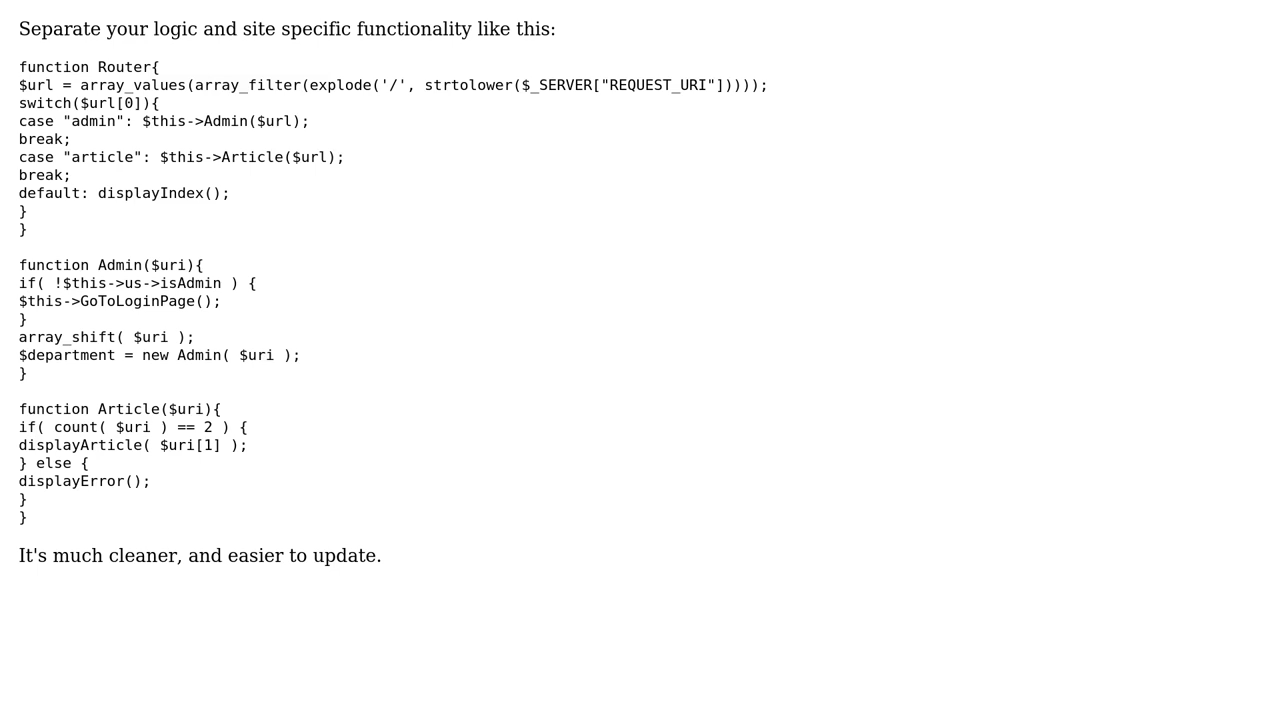 Separate your logic and site specific functionality like this:
function Router{
$url = array_values(array_filter(explode('/', strtolower($_SERVER["REQUEST_URI"]))));
switch($url[0]){
case "admin": $this->Admin($url);
break;
case "article": $this->Article($url);
break;
default: displayIndex();
}
}
function Admin($uri){
if( !$this->us->isAdmin ) {
$this->GoToLoginPage();
}
array_shift( $uri );
$department = new Admin( $uri );
}
function Article($uri){
if( count( $uri ) == 2 ) {
displayArticle( $uri[1] );
} else {
displayError();
}
}
It's much cleaner, and easier to update.